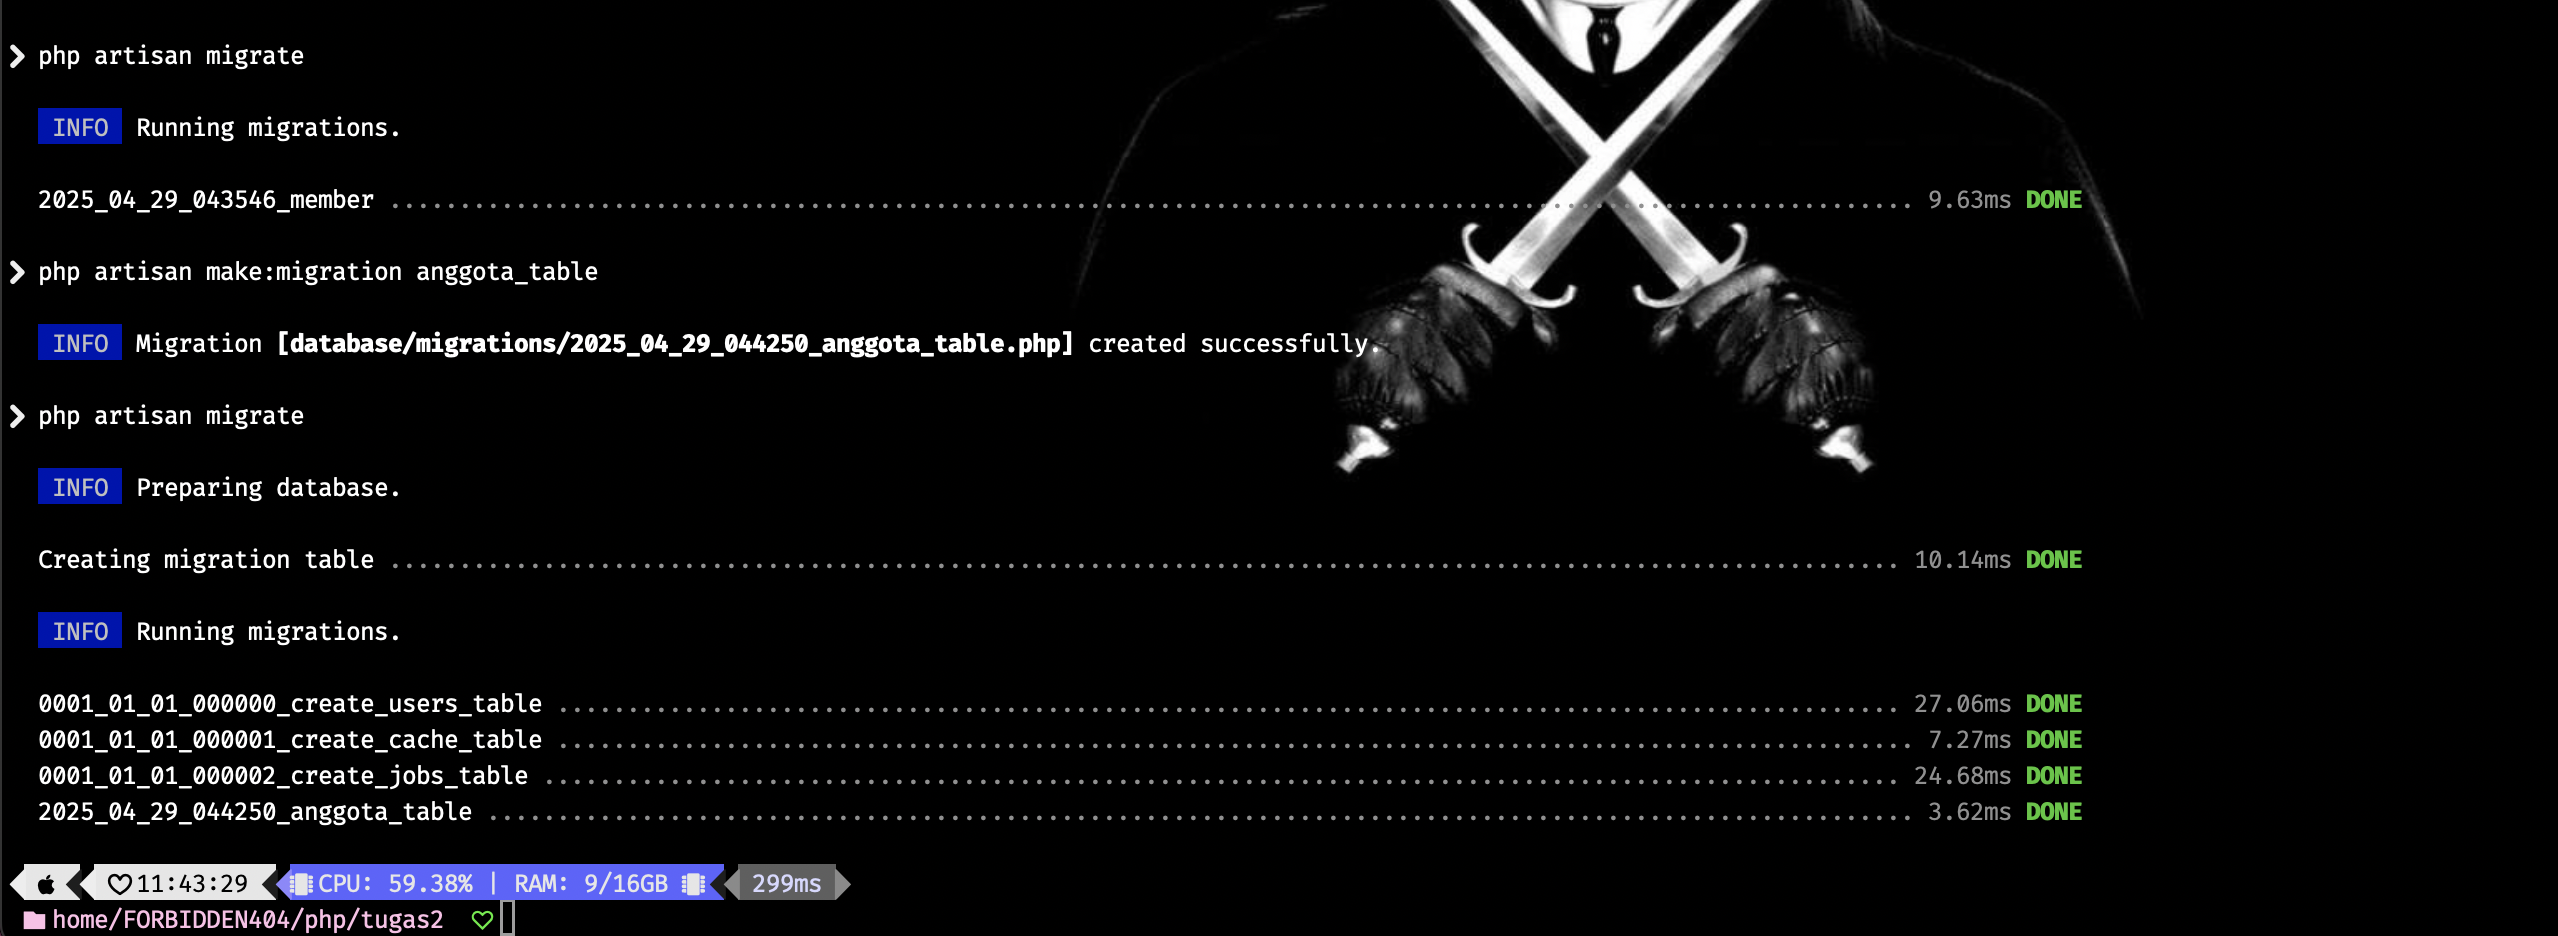 ❯ php artisan migrate
INFO Running migrations.
2025_04_29_043546_member ............................................................................................................. 9.63ms DONE
❯ php artisan make:migration anggota_table
INFO Migration [database/migrations/2025_04_29_044250_anggota_table.php] created successfully.
❯ php artisan migrate
INFO Preparing database.
Creating migration table ............................................................................................................ 10.14ms DONE
INFO Running migrations.
0001_01_01_000000_create_users_table ................................................................................................ 27.06ms DONE
0001_01_01_000001_create_cache_table ................................................................................................. 7.27ms DONE
0001_01_01_000002_create_jobs_table ................................................................................................. 24.68ms DONE
2025_04_29_044250_anggota_table ...................................................................................................... 3.62ms DONE
♡11:43:29 CPU: 59.38% | RAM: 9/16GB 299ms
home/FORBIDDEN404/php/tugas2 ♡